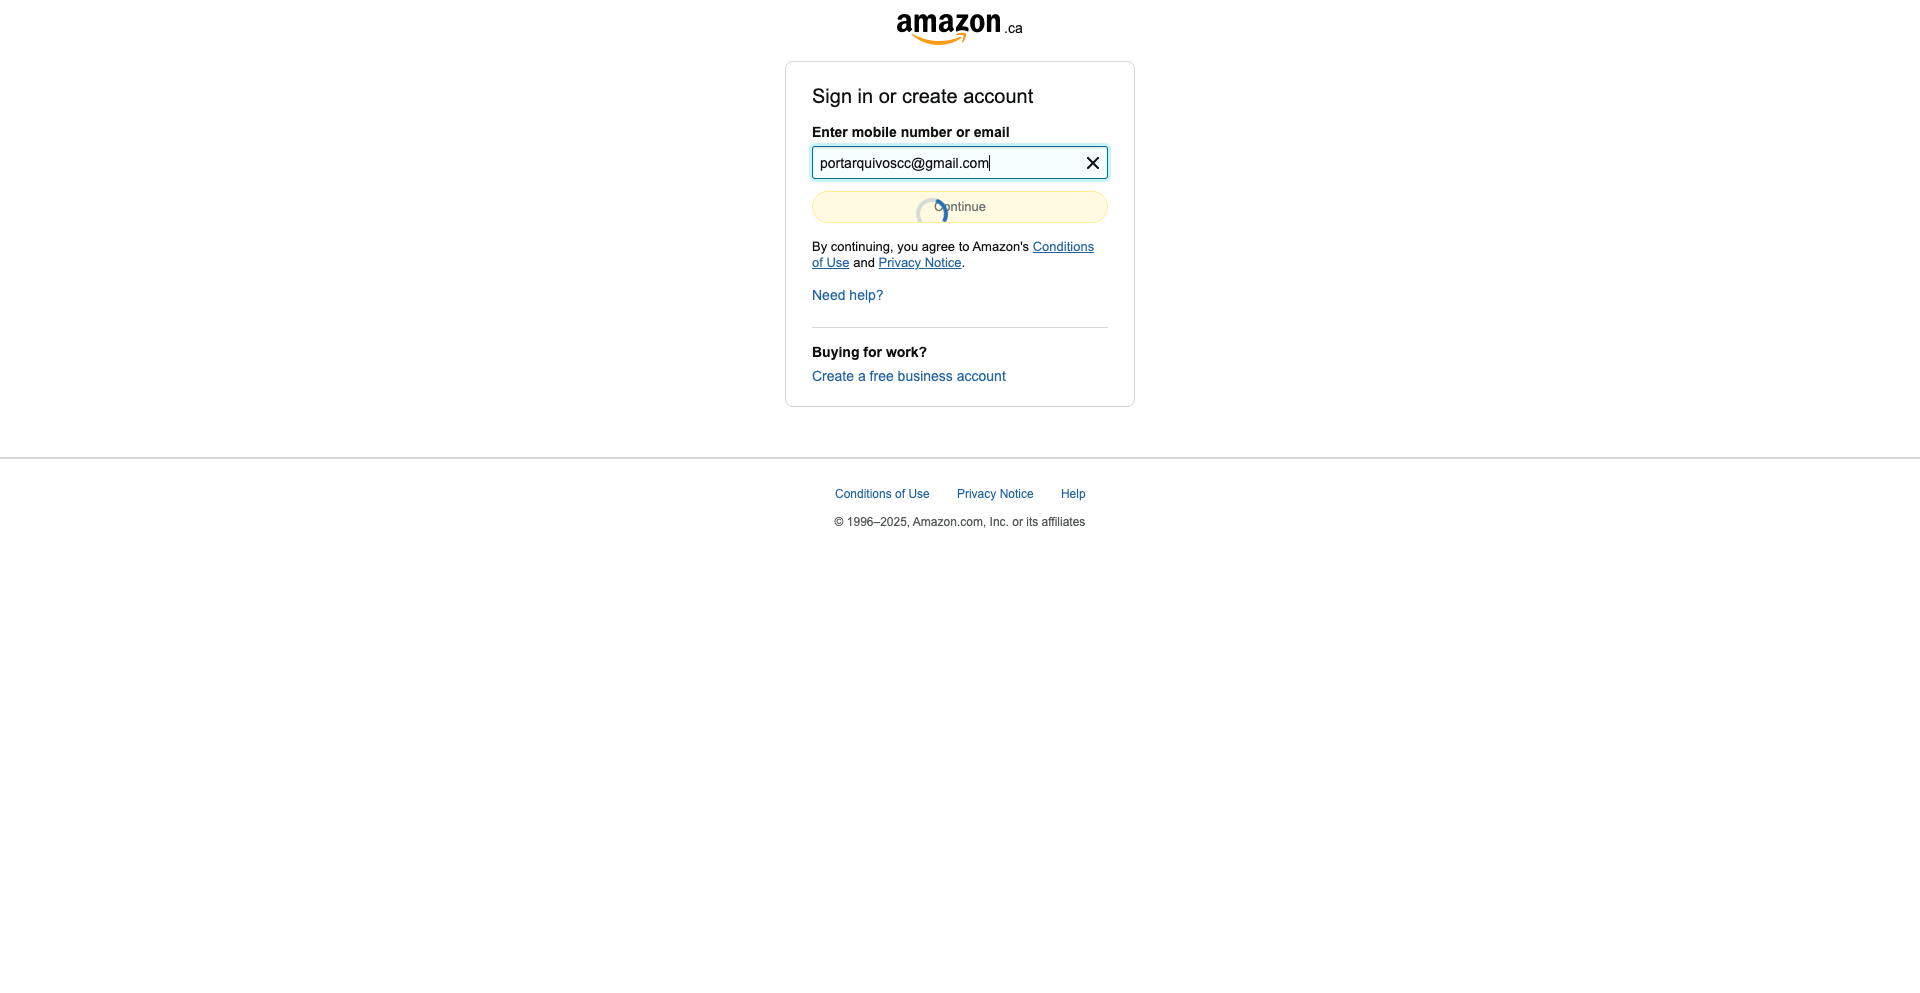 amazon .ca
Sign in or create account
Enter mobile number or email
portarquivoscc@gmail.com
Continue
By continuing, you agree to Amazon's Conditions
of Use and Privacy Notice.
Need help?
Buying for work?
Create a free business account
Conditions of Use Privacy Notice Help
© 1996–2025, Amazon.com, Inc. or its affiliates